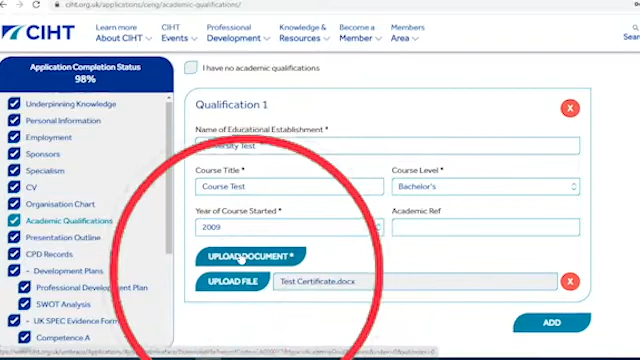 ciht.org.uk/applications/ceng/academic-qualifications/
CIHT
Learn more
About CIHT
CIHT
Events
Professional
Development
Knowledge &
Resources
Become a
Member
Members
Area
Application Completion Status
98%
Underpinning Knowledge
Personal Information
Employment
Sponsors
Specialism
CV
Organisation Chart
Academic Qualifications
Presentation Outline
CPD Records
- Development Plans
Professional Development Plan
SWOT Analysis
- UK SPEC Evidence Form
Competence A
I have no academic qualifications
Qualification 1
X
Name of Educational Establishment *
Test
Course Title *
Course Level *
Course Test
Bachelor's
Year of Course Started *
Academic Ref
2009
UPLOAD DOCUMENT *
UPLOAD FILE
Test Certificate.docx
X
ADD